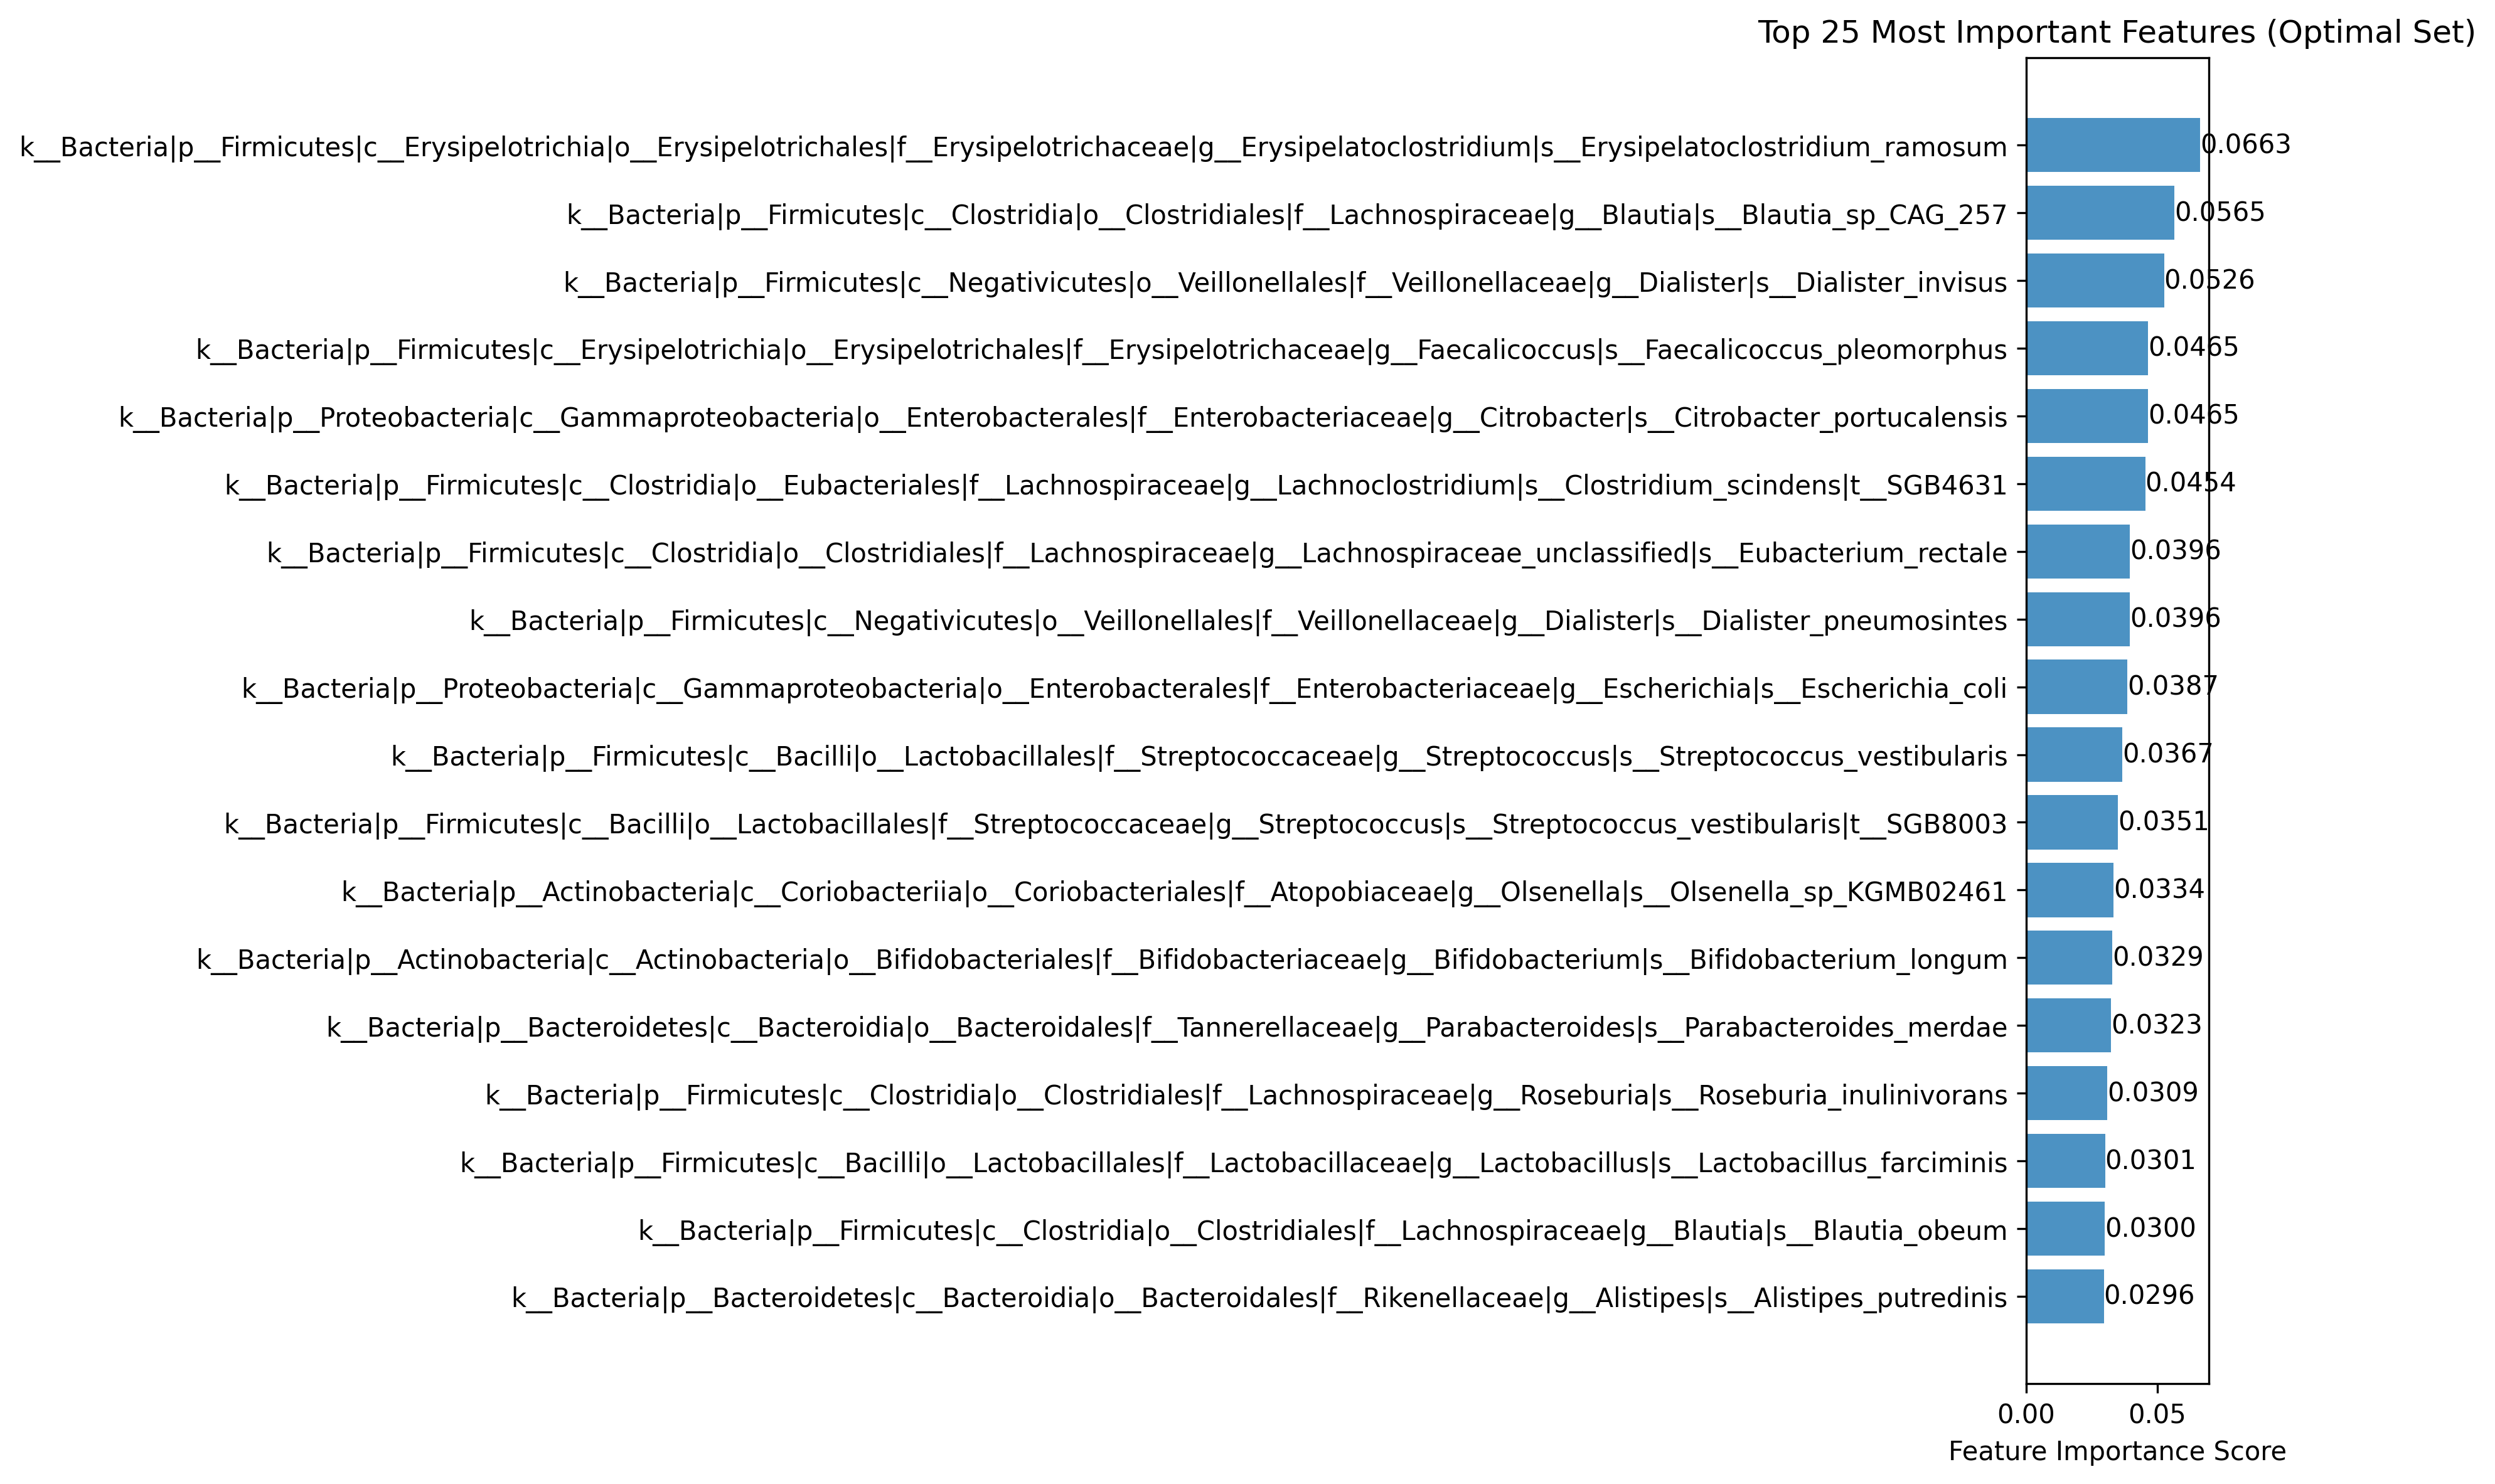 Top 25 Most Important Features (Optimal Set)
k__Bacteria|p__Firmicutes|c__Erysipelotrichia|o__Erysipelotrichales|f__Erysipelotrichaceae|g__Erysipelatoclostridium|s__Erysipelatoclostridium_ramosum 0.0663
k__Bacteria|p__Firmicutes|c__Clostridia|o__Clostridiales|f__Lachnospiraceae|g__Blautia|s__Blautia_sp_CAG_257 0.0565
k__Bacteria|p__Firmicutes|c__Negativicutes|o__Veillonellales|f__Veillonellaceae|g__Dialister|s__Dialister_invisus 0.0526
k__Bacteria|p__Firmicutes|c__Erysipelotrichia|o__Erysipelotrichales|f__Erysipelotrichaceae|g__Faecalicoccus|s__Faecalicoccus_pleomorphus 0.0465
k__Bacteria|p__Proteobacteria|c__Gammaproteobacteria|o__Enterobacterales|f__Enterobacteriaceae|g__Citrobacter|s__Citrobacter_portucalensis 0.0465
k__Bacteria|p__Firmicutes|c__Clostridia|o__Eubacteriales|f__Lachnospiraceae|g__Lachnoclostridium|s__Clostridium_scindens|t__SGB4631 0.0454
k__Bacteria|p__Firmicutes|c__Clostridia|o__Clostridiales|f__Lachnospiraceae|g__Lachnospiraceae_unclassified|s__Eubacterium_rectale 0.0396
k__Bacteria|p__Firmicutes|c__Negativicutes|o__Veillonellales|f__Veillonellaceae|g__Dialister|s__Dialister_pneumosintes 0.0396
k__Bacteria|p__Proteobacteria|c__Gammaproteobacteria|o__Enterobacterales|f__Enterobacteriaceae|g__Escherichia|s__Escherichia_coli 0.0387
k__Bacteria|p__Firmicutes|c__Bacilli|o__Lactobacillales|f__Streptococcaceae|g__Streptococcus|s__Streptococcus_vestibularis 0.0367
k__Bacteria|p__Firmicutes|c__Bacilli|o__Lactobacillales|f__Streptococcaceae|g__Streptococcus|s__Streptococcus_vestibularis|t__SGB8003 0.0351
k__Bacteria|p__Actinobacteria|c__Coriobacteriia|o__Coriobacteriales|f__Atopobiaceae|g__Olsenella|s__Olsenella_sp_KGMB02461 0.0334
k__Bacteria|p__Actinobacteria|c__Actinobacteria|o__Bifidobacteriales|f__Bifidobacteriaceae|g__Bifidobacterium|s__Bifidobacterium_longum 0.0329
k__Bacteria|p__Bacteroidetes|c__Bacteroidia|o__Bacteroidales|f__Tannerellaceae|g__Parabacteroides|s__Parabacteroides_merdae 0.0323
k__Bacteria|p__Firmicutes|c__Clostridia|o__Clostridiales|f__Lachnospiraceae|g__Roseburia|s__Roseburia_inulinivorans 0.0309
k__Bacteria|p__Firmicutes|c__Bacilli|o__Lactobacillales|f__Lactobacillaceae|g__Lactobacillus|s__Lactobacillus_farciminis 0.0301
k__Bacteria|p__Firmicutes|c__Clostridia|o__Clostridiales|f__Lachnospiraceae|g__Blautia|s__Blautia_obeum 0.0300
k__Bacteria|p__Bacteroidetes|c__Bacteroidia|o__Bacteroidales|f__Rikenellaceae|g__Alistipes|s__Alistipes_putredinis 0.0296
0.00 0.05
Feature Importance Score